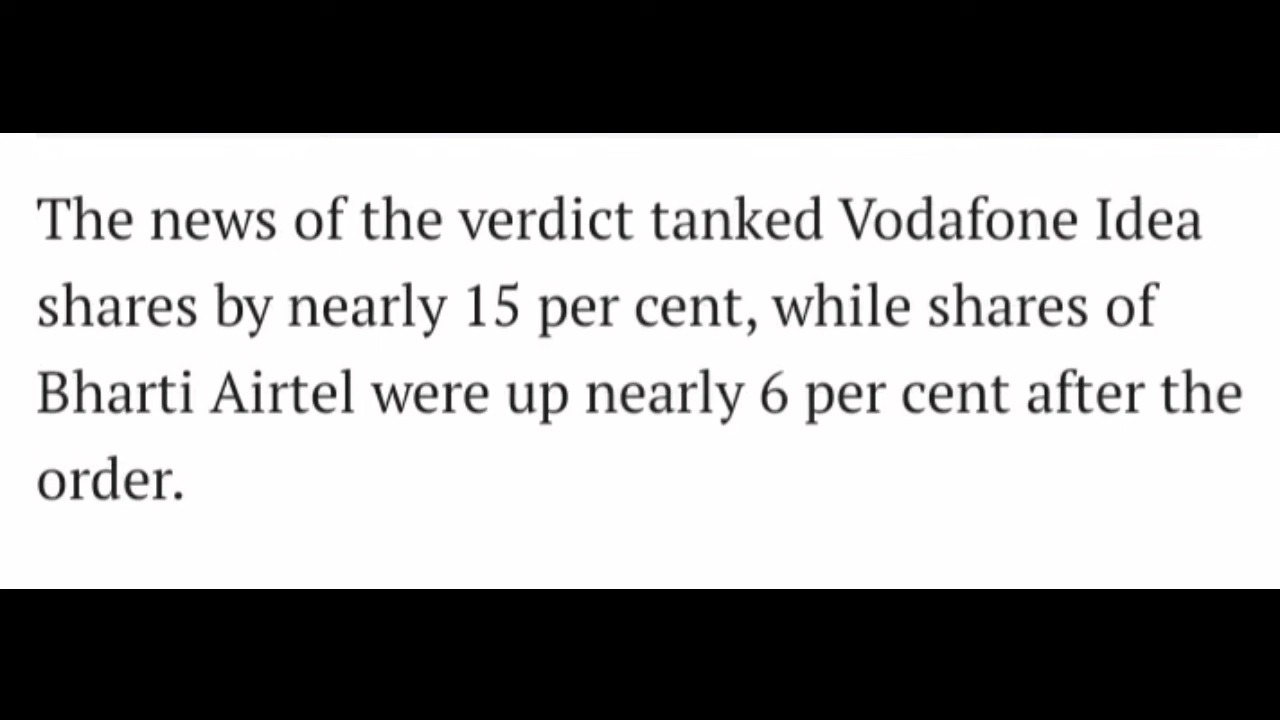 The news of the verdict tanked Vodafone Idea
shares by nearly 15 per cent, while shares of
Bharti Airtel were up nearly 6 per cent after the
order.